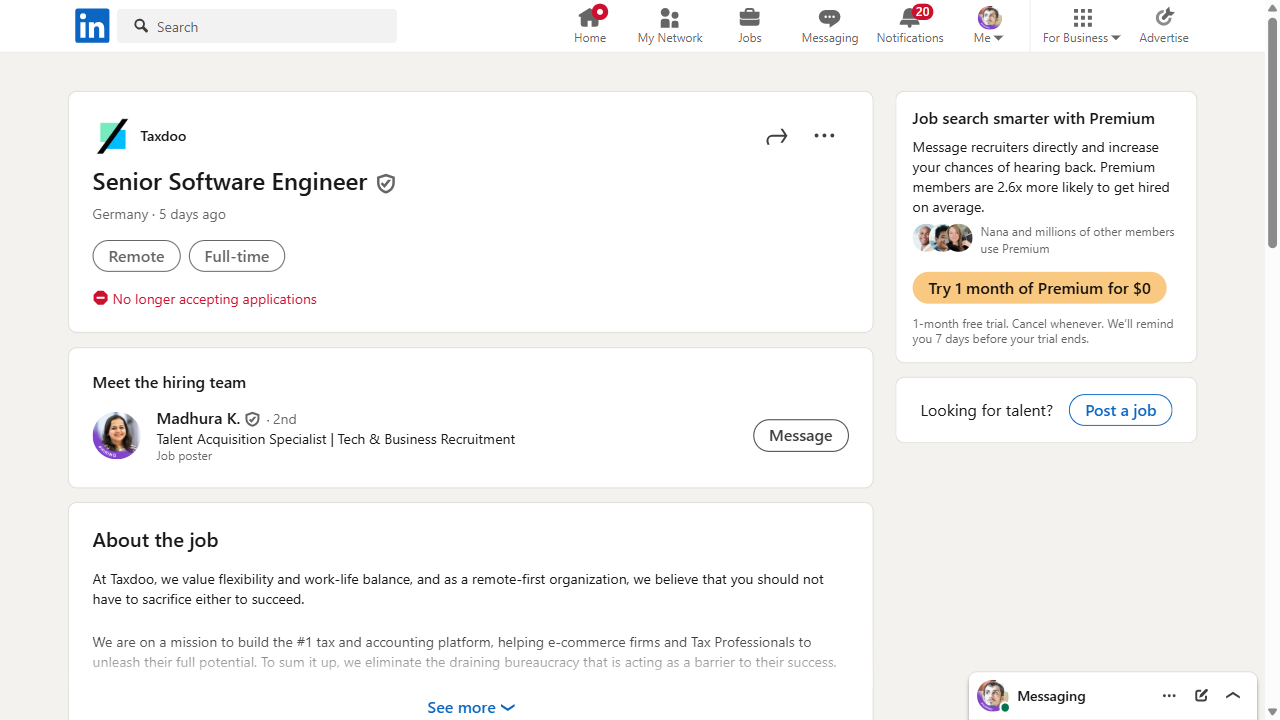 in
Search
Home
My Network
Jobs
Messaging
20
Notifications
Me
For Business
Advertise
Taxdoo
Senior Software Engineer
Germany · 5 days ago
Remote
Full-time
No longer accepting applications
Meet the hiring team
Madhura K. · 2nd
Talent Acquisition Specialist | Tech & Business Recruitment
Job poster
Message
About the job
At Taxdoo, we value flexibility and work-life balance, and as a remote-first organization, we believe that you should not
have to sacrifice either to succeed.
We are on a mission to build the #1 tax and accounting platform, helping e-commerce firms and Tax Professionals to
unleash their full potential. To sum it up, we eliminate the draining bureaucracy that is acting as a barrier to their success.
See more
Job search smarter with Premium
Message recruiters directly and increase
your chances of hearing back. Premium
members are 2.6x more likely to get hired
on average.
Nana and millions of other members
use Premium
Try 1 month of Premium for $0
1-month free trial. Cancel whenever. We’ll remind
you 7 days before your trial ends.
Looking for talent?
Post a job
Messaging